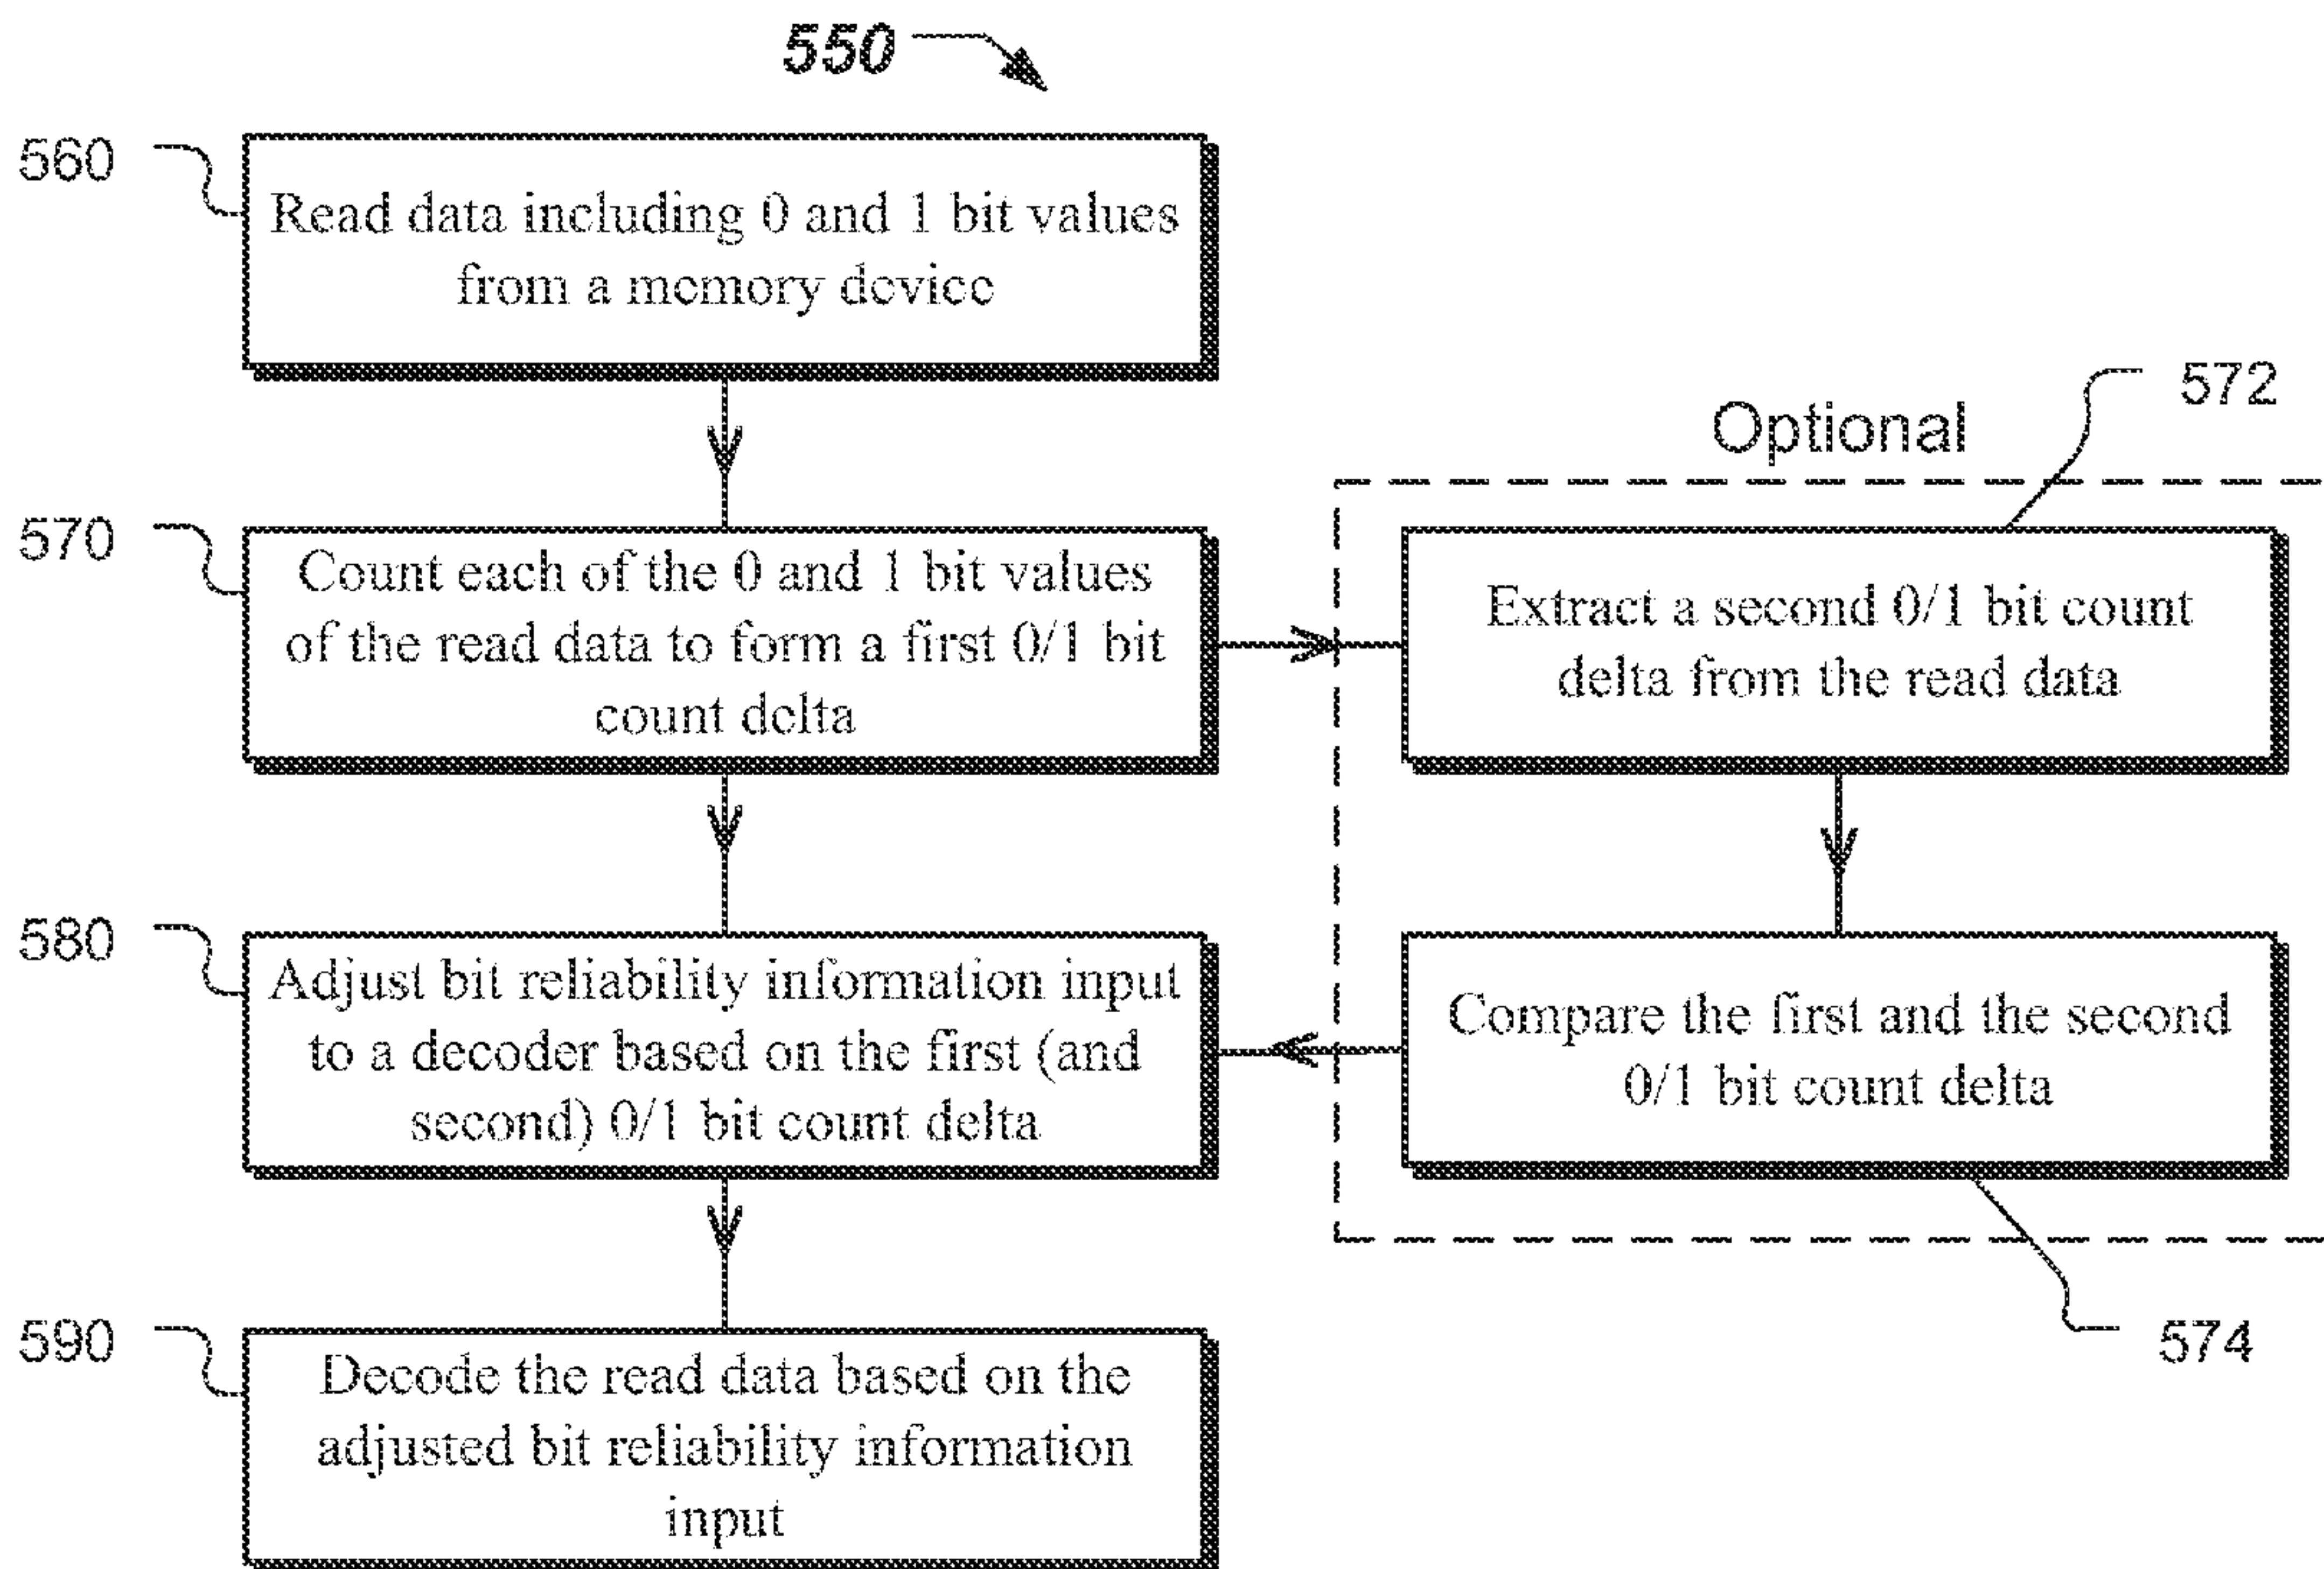 550
560
Read data including 0 and 1 bit values
from a memory device
570
Count each of the 0 and 1 bit values
of the read data to form a first 0/1 bit
count delta
Optional
572
Extract a second 0/1 bit count
delta from the read data
580
Adjust bit reliability information input
to a decoder based on the first (and
second) 0/1 bit count delta
Compare the first and the second
0/1 bit count delta
574
590
Decode the read data based on the
adjusted bit reliability information
input